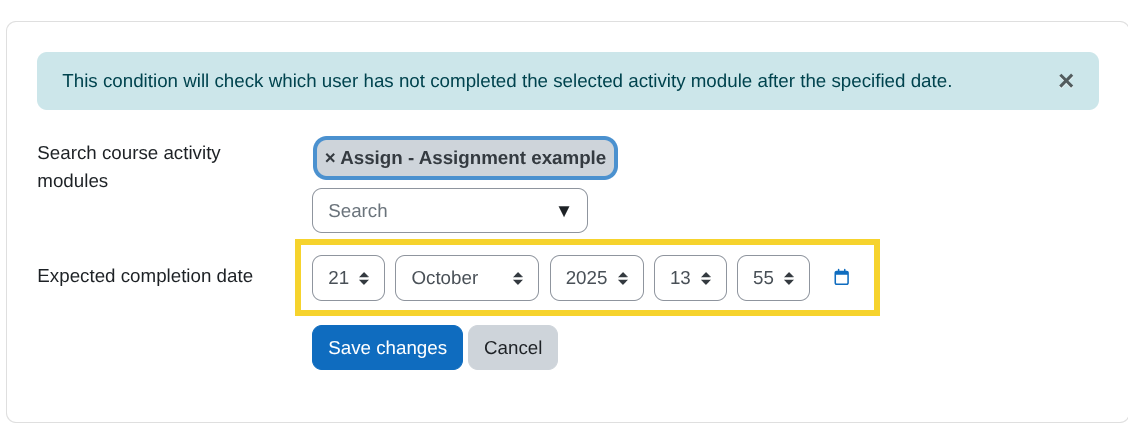 This condition will check which user has not completed the selected activity module after the specified date. ×
Search course activity
modules
× Assign - Assignment example
Search ▼
Expected completion date
21 October 2025 13 55
Save changes Cancel